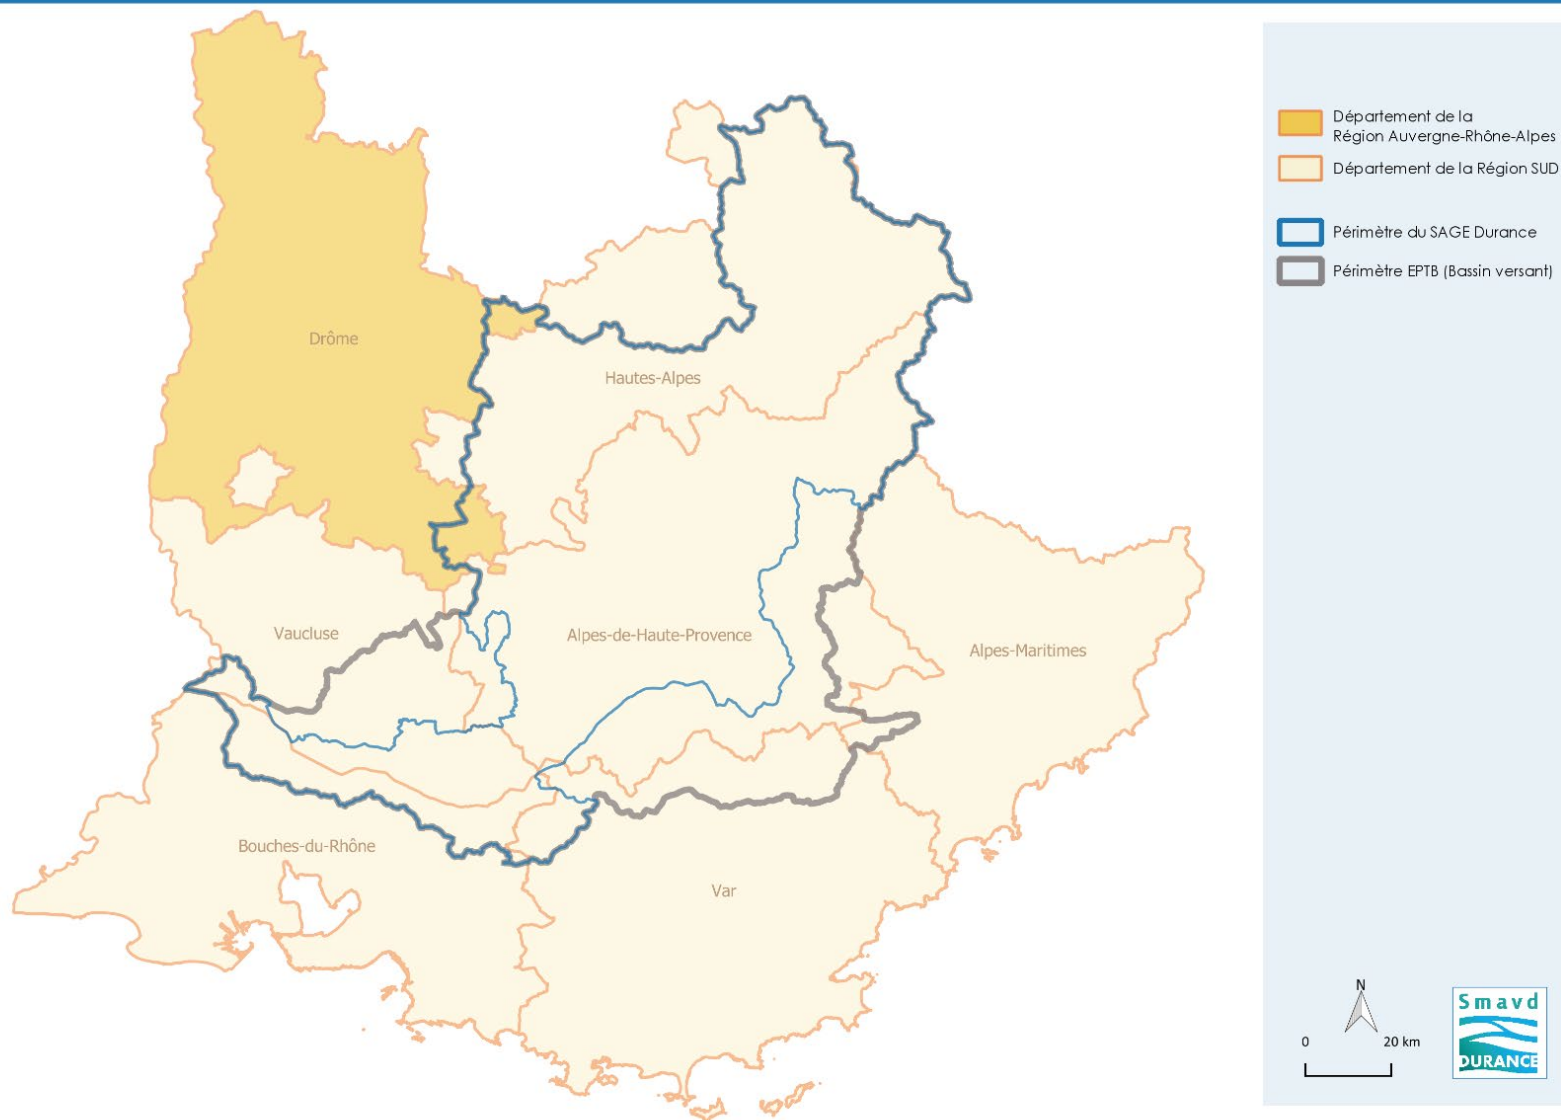 Département de la
Région Auvergne-Rhône-Alpes
Département de la Région SUD
Périmètre du SAGE Durance
Périmètre EPTB (Bassin versant)
Drôme
Hautes-Alpes
Vaucluse
Alpes-de-Haute-Provence
Alpes-Maritimes
Bouches-du-Rhône
Var
N
0 20 km
Smavd
DURANCE